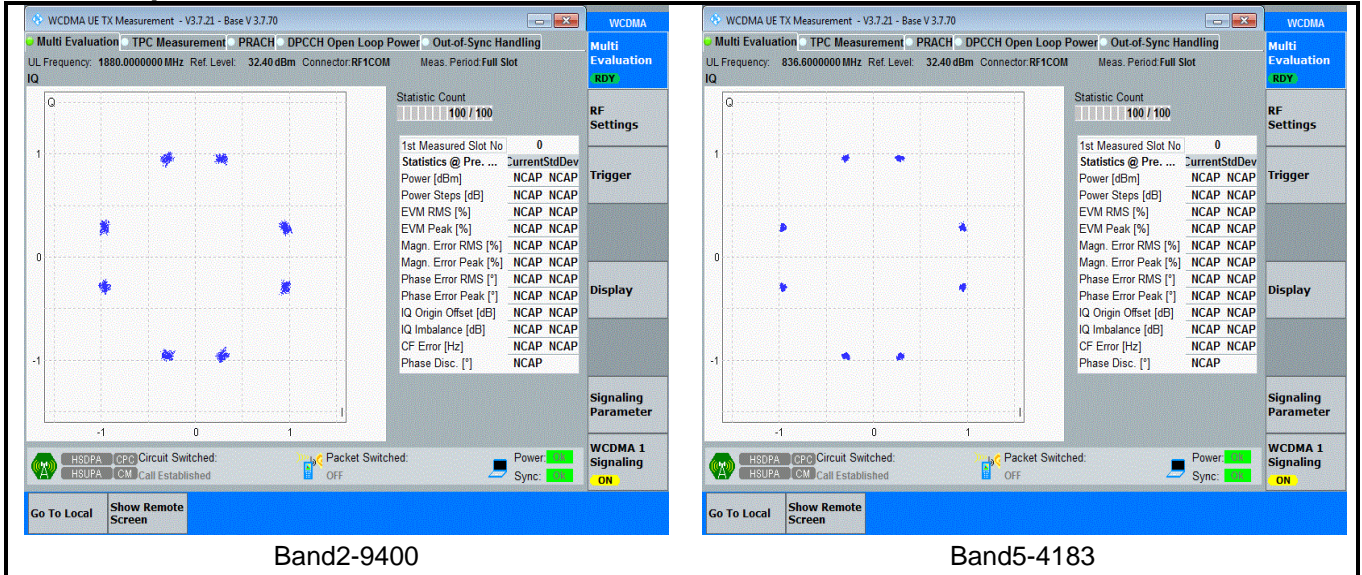 WCDMA UE TX Measurement - V3.7.21 - Base V 3.7.70
WCDMA
Multi Evaluation TPC Measurement PRACH DPCCH Open Loop Power Out-of-Sync Handling
UL Frequency: 1880.0000000 MHz Ref. Level: 32.40 dBm Connector: RF1COM Meas. Period: Full Slot
IQ
Q
1
0
-1
-1 0 1
I
Statistic Count
100 / 100
1st Measured Slot No 0
Statistics @ Pre. ... CurrentStdDev
Power [dBm] NCAP NCAP
Power Steps [dB] NCAP NCAP
EVM RMS [%] NCAP NCAP
EVM Peak [%] NCAP NCAP
Magn. Error RMS [%] NCAP NCAP
Magn. Error Peak [%] NCAP NCAP
Phase Error RMS [°] NCAP NCAP
Phase Error Peak [°] NCAP NCAP
IQ Origin Offset [dB] NCAP NCAP
IQ Imbalance [dB] NCAP NCAP
CF Error [Hz] NCAP NCAP
Phase Disc. [°] NCAP
Multi
Evaluation
RDY
RF
Settings
Trigger
Display
Signaling
Parameter
WCDMA 1
Signaling
ON
HSDPA CPC Circuit Switched: Packet Switched: Power: OK
HSUPA CM Call Established OFF Sync: OK
Go To Local
Show Remote
Screen
Band2-9400
WCDMA UE TX Measurement - V3.7.21 - Base V 3.7.70
WCDMA
Multi Evaluation TPC Measurement PRACH DPCCH Open Loop Power Out-of-Sync Handling
UL Frequency: 836.6000000 MHz Ref. Level: 32.40 dBm Connector: RF1COM Meas. Period: Full Slot
IQ
Q
1
0
-1
-1 0 1
I
Statistic Count
100 / 100
1st Measured Slot No 0
Statistics @ Pre. ... CurrentStdDev
Power [dBm] NCAP NCAP
Power Steps [dB] NCAP NCAP
EVM RMS [%] NCAP NCAP
EVM Peak [%] NCAP NCAP
Magn. Error RMS [%] NCAP NCAP
Magn. Error Peak [%] NCAP NCAP
Phase Error RMS [°] NCAP NCAP
Phase Error Peak [°] NCAP NCAP
IQ Origin Offset [dB] NCAP NCAP
IQ Imbalance [dB] NCAP NCAP
CF Error [Hz] NCAP NCAP
Phase Disc. [°] NCAP
Multi
Evaluation
RDY
RF
Settings
Trigger
Display
Signaling
Parameter
WCDMA 1
Signaling
ON
HSDPA CPC Circuit Switched: Packet Switched: Power: OK
HSUPA CM Call Established OFF Sync: OK
Go To Local
Show Remote
Screen
Band5-4183